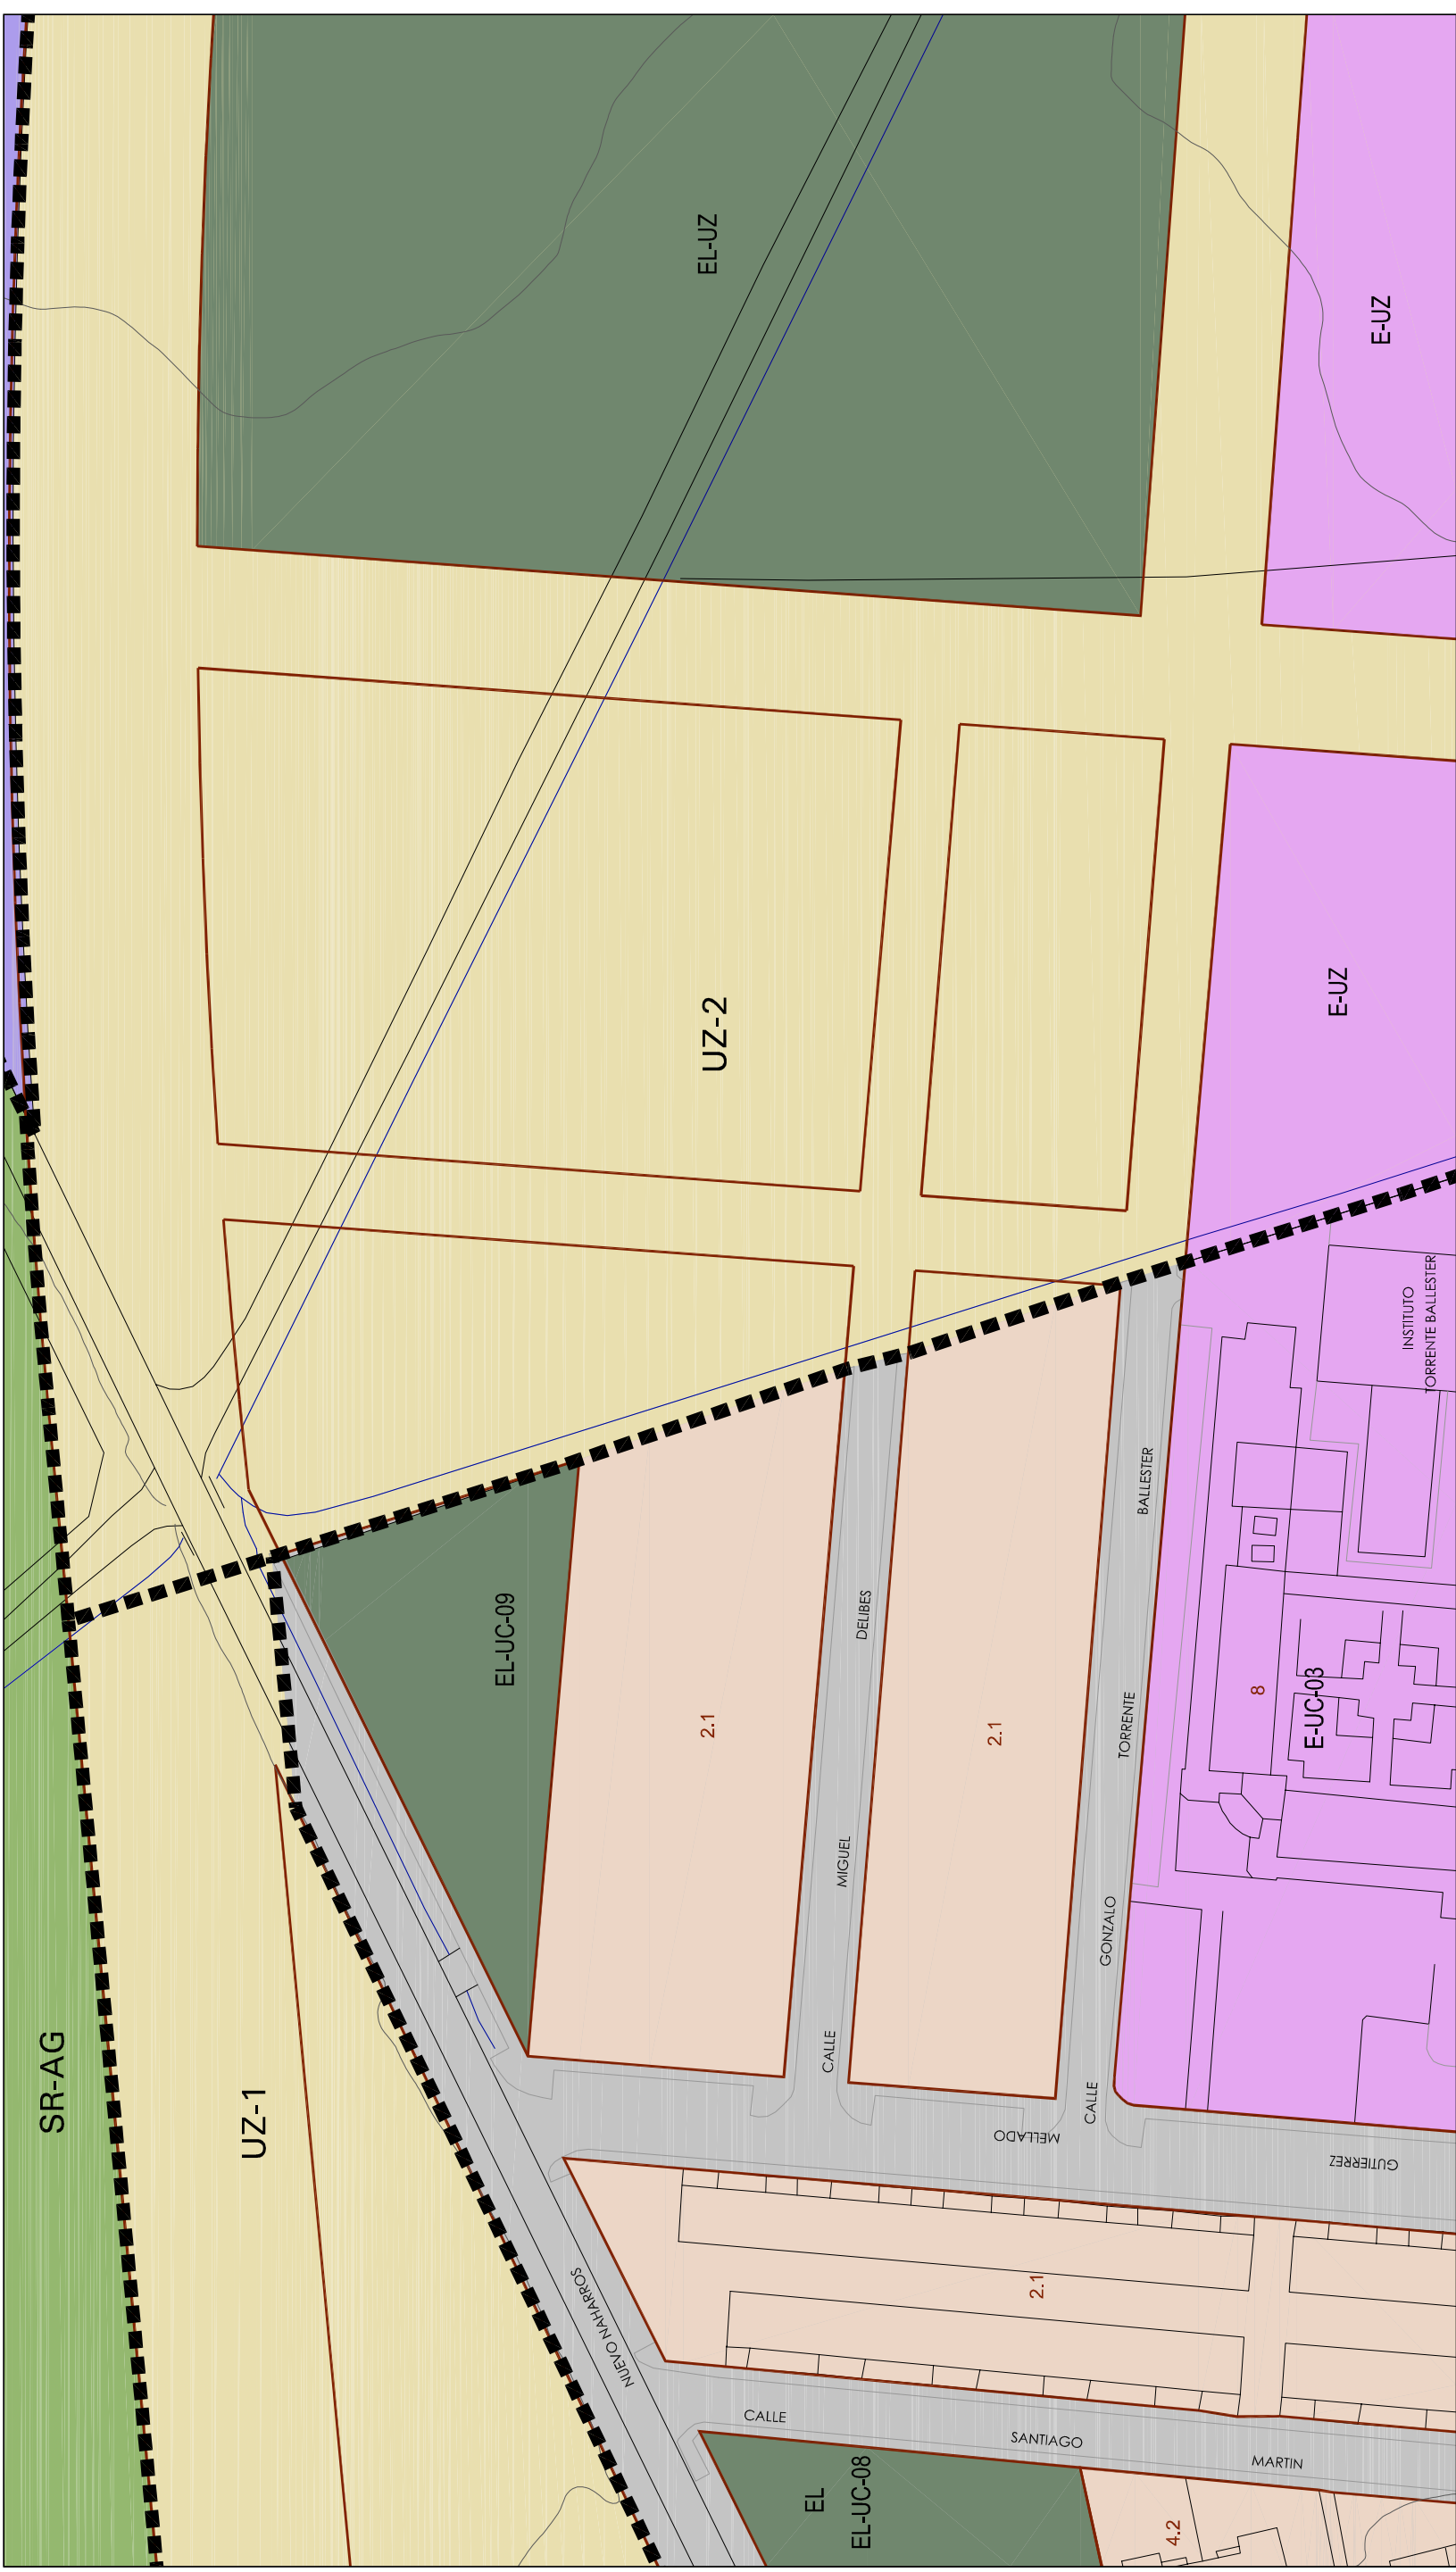 EL-UZ
E-UZ
UZ-2
E-UZ
INSTITUTO
TORRENTE BALLESTER
EL-UC-09
2.1
2.1
CALLE MIGUEL DELIBES
CALLE GONZALO TORRENTE BALLESTER
8
E-UC-03
SR-AG
UZ-1
GUTIERREZ MELLADO
NUEVO NAHARROS
2.1
CALLE SANTIAGO MARTIN
EL
EL-UC-08
4.2